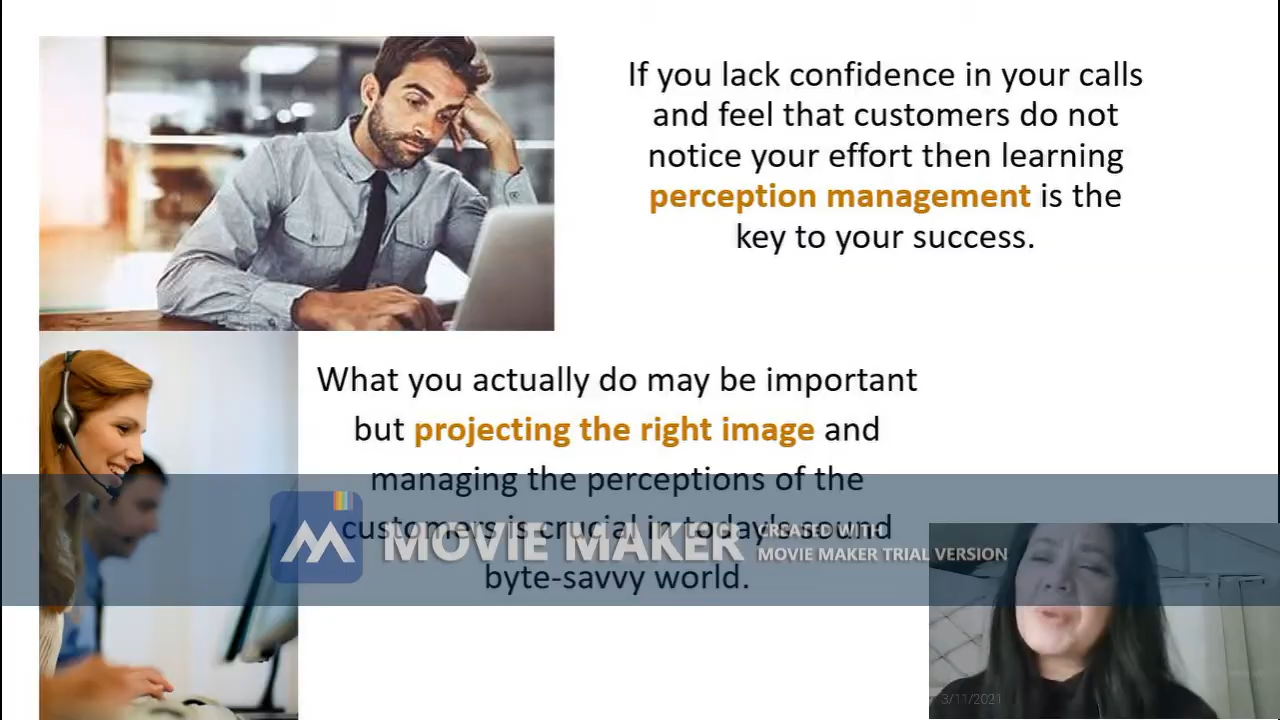 If you lack confidence in your calls
and feel that customers do not
notice your effort then learning
perception management is the
key to your success.
What you actually do may be important
but projecting the right image and
managing the perceptions of the
customers is crucial in today's sound
byte-savvy world.
MOVIE MAKER
CREATED WITH
MOVIE MAKER TRIAL VERSION
3/11/2021